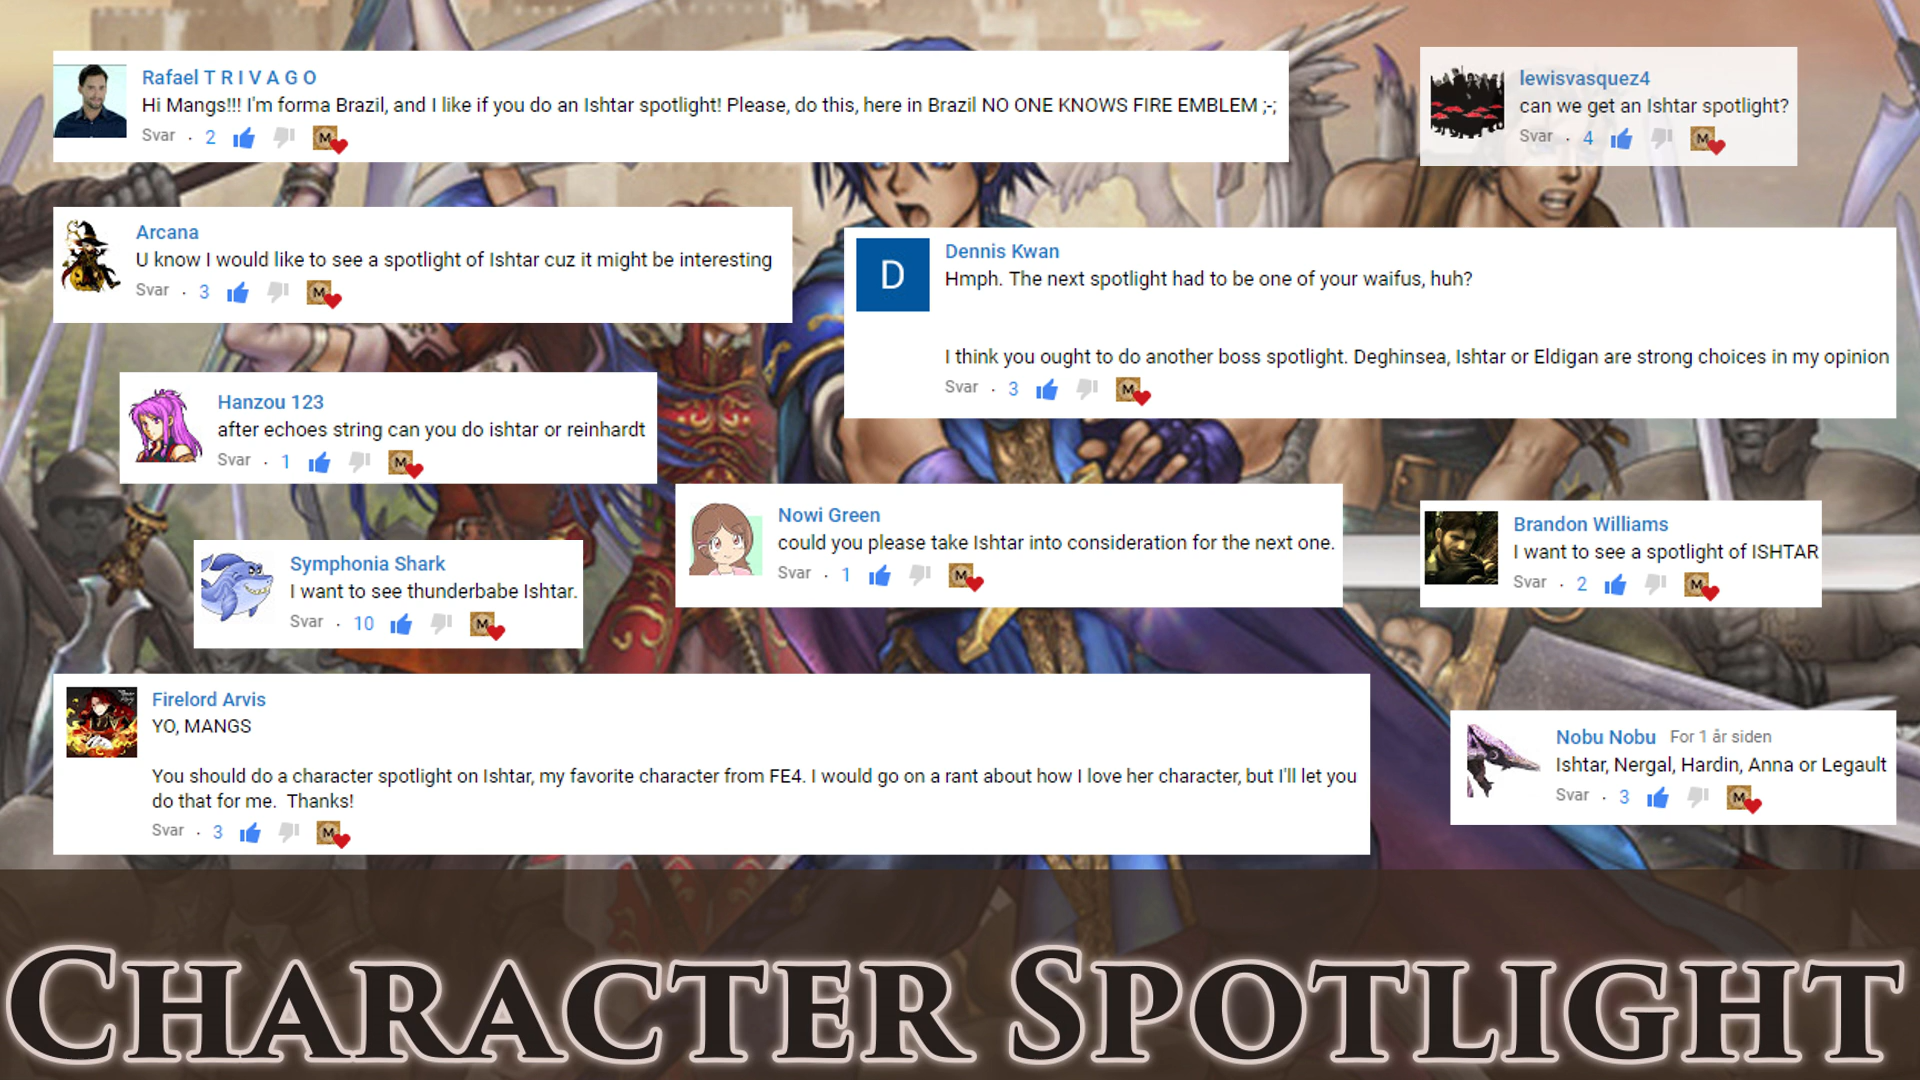 Rafael T R I V A G O
Hi Mangs!!! I'm forma Brazil, and I like if you do an Ishtar spotlight! Please, do this, here in Brazil NO ONE KNOWS FIRE EMBLEM ;-;
Svar · 2 M
lewisvasquez4
can we get an Ishtar spotlight?
Svar · 4 M
Arcana
U know I would like to see a spotlight of Ishtar cuz it might be interesting
Svar · 3 M
D
Dennis Kwan
Hmph. The next spotlight had to be one of your waifus, huh?
I think you ought to do another boss spotlight. Deghinsea, Ishtar or Eldigan are strong choices in my opinion
Svar · 3 M
Hanzou 123
after echoes string can you do ishtar or reinhardt
Svar · 1 M
Nowi Green
could you please take Ishtar into consideration for the next one.
Svar · 1 M
Brandon Williams
I want to see a spotlight of ISHTAR
Svar · 2 M
Symphonia Shark
I want to see thunderbabe Ishtar.
Svar · 10 M
Firelord Arvis
YO, MANGS
You should do a character spotlight on Ishtar, my favorite character from FE4. I would go on a rant about how I love her character, but I'll let you
do that for me.  Thanks!
Svar · 3 M
Nobu Nobu For 1 år siden
Ishtar, Nergal, Hardin, Anna or Legault
Svar · 3 M
CHARACTER SPOTLIGHT